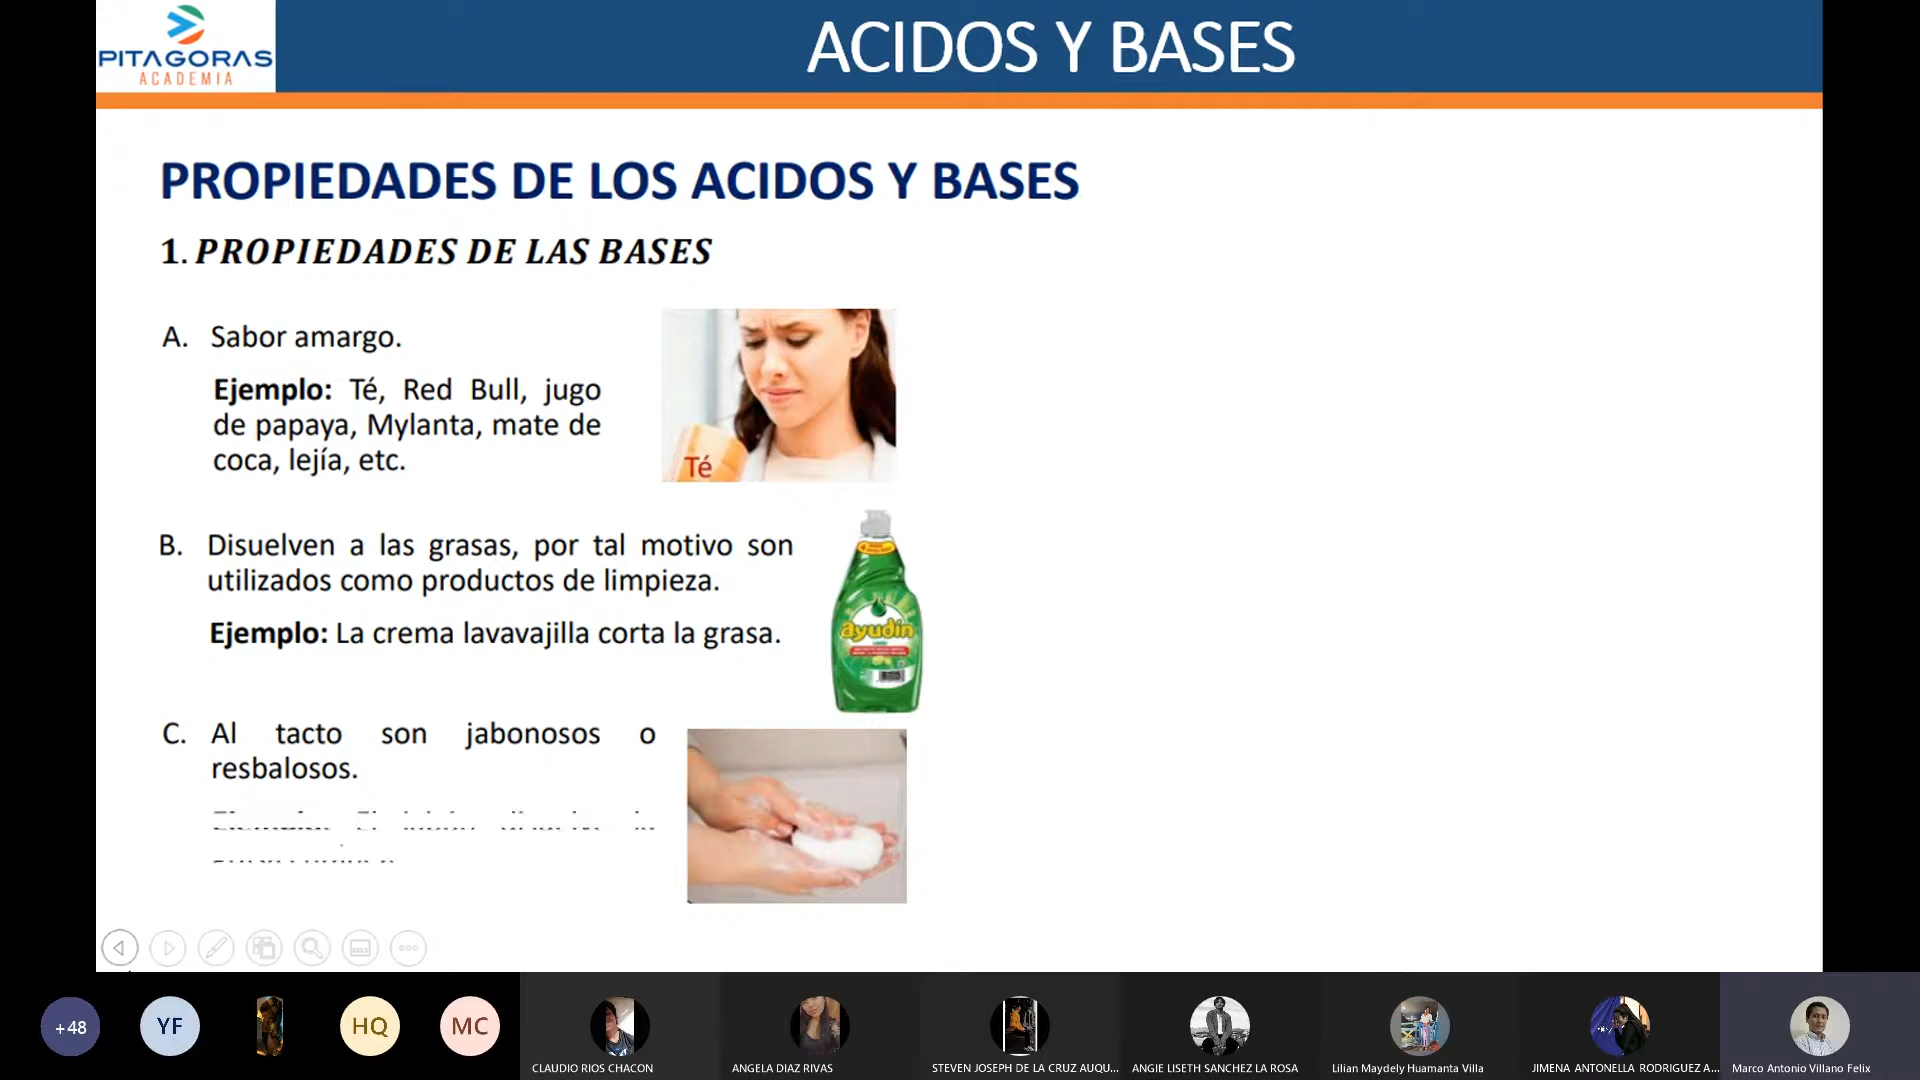 PITAGORAS
ACADEMIA
ACIDOS Y BASES
PROPIEDADES DE LOS ACIDOS Y BASES
1. PROPIEDADES DE LAS BASES
A. Sabor amargo.
Ejemplo: Té, Red Bull, jugo
de papaya, Mylanta, mate de
coca, lejía, etc.
Té
B. Disuelven a las grasas, por tal motivo son
utilizados como productos de limpieza.
Ejemplo: La crema lavavajilla corta la grasa.
ayudín
C. Al tacto son jabonosos o
resbalosos.
+48
YF
HQ
MC
CLAUDIO RIOS CHACON
ANGELA DIAZ RIVAS
STEVEN JOSEPH DE LA CRUZ AUQU...
ANGIE LISETH SANCHEZ LA ROSA
Lilian Maydely Huamanta Villa
JIMENA ANTONELLA RODRIGUEZ A...
Marco Antonio Villano Felix